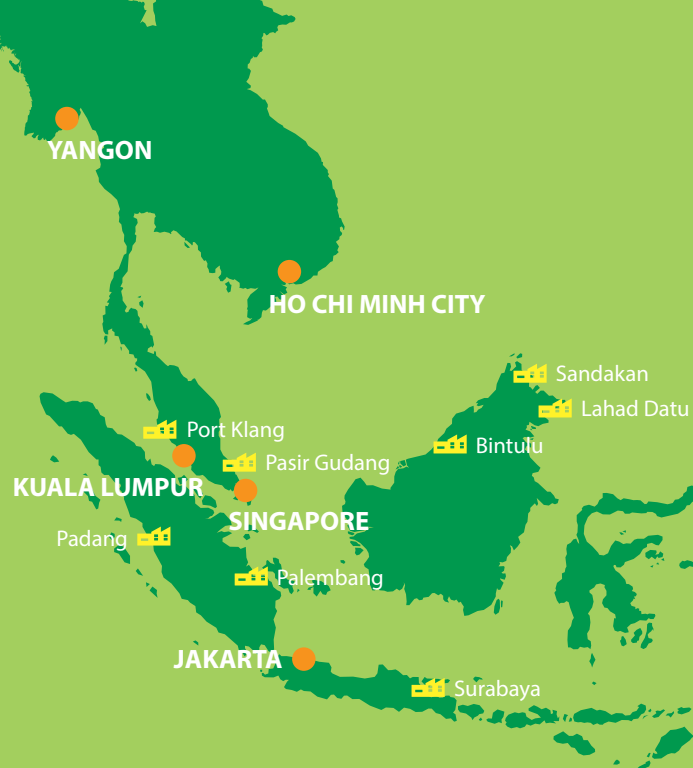 YANGON
HO CHI MINH CITY
Sandakan
Lahad Datu
Port Klang
Bintulu
Pasir Gudang
KUALA LUMPUR
SINGAPORE
Padang
Palembang
JAKARTA
Surabaya